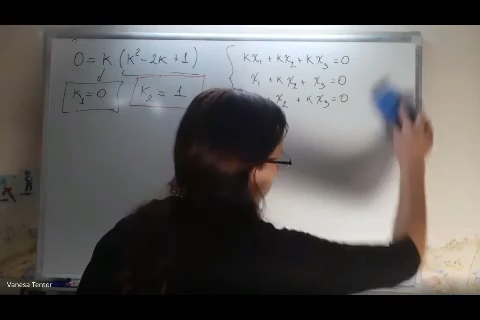 0 = k (k² - 2k + 1)
k₁ = 0
k₂ = 1
kx₁ + kx₂ + kx₃ = 0
x₁ + kx₂ + x₃ = 0
x₂ + kx₃ = 0
Vanesa Tentor